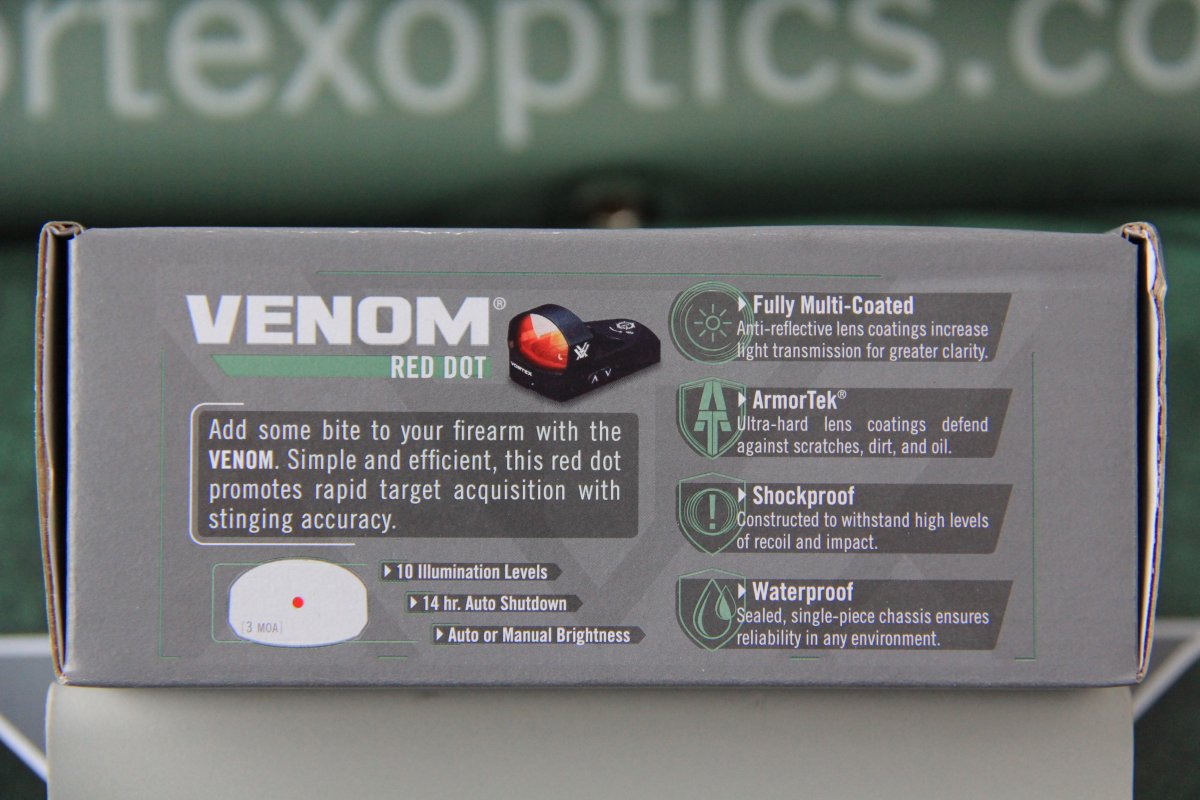 rtexoptics.co
VENOM®
RED DOT
VORTEX
Add some bite to your firearm with the
VENOM. Simple and efficient, this red dot
promotes rapid target acquisition with
stinging accuracy.
[3 MOA]
10 Illumination Levels
14 hr. Auto Shutdown
Auto or Manual Brightness
Fully Multi-Coated
Anti-reflective lens coatings increase
light transmission for greater clarity.
ArmorTek®
Ultra-hard lens coatings defend
against scratches, dirt, and oil.
Shockproof
Constructed to withstand high levels
of recoil and impact.
Waterproof
Sealed, single-piece chassis ensures
reliability in any environment.